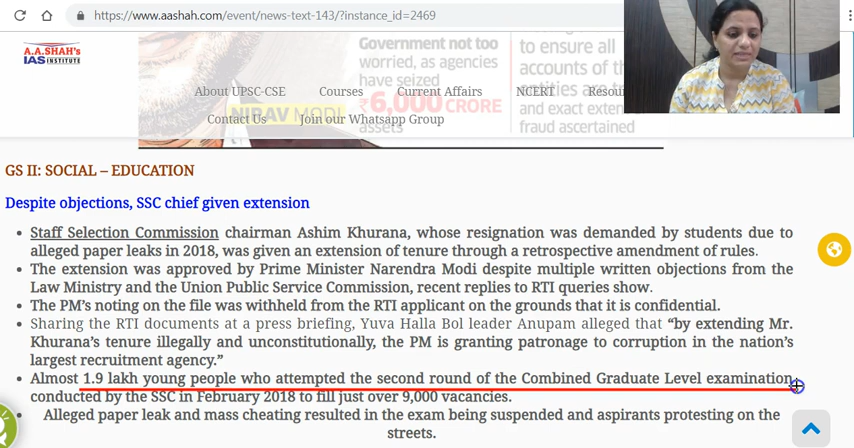 https://www.aashah.com/event/news-text-143/?instance_id=2469
A.A.SHAH'S
IAS INSTITUTE
Government not too
worried, as agencies
have seized
₹6,000 CRORE
assets
NIRAV MODI
to ensure all
accounts of
entities
and exact
fraud ascertained
About UPSC-CSE Courses Current Affairs NCERT
Contact Us Join our Whatsapp Group
GS II: SOCIAL – EDUCATION
Despite objections, SSC chief given extension
• Staff Selection Commission chairman Ashim Khurana, whose resignation was demanded by students due to
alleged paper leaks in 2018, was given an extension of tenure through a retrospective amendment of rules.
• The extension was approved by Prime Minister Narendra Modi despite multiple written objections from the
Law Ministry and the Union Public Service Commission, recent replies to RTI queries show.
• The PM's noting on the file was withheld from the RTI applicant on the grounds that it is confidential.
• Sharing the RTI documents at a press briefing, Yuva Halla Bol leader Anupam alleged that “by extending Mr.
Khurana's tenure illegally and unconstitutionally, the PM is granting patronage to corruption in the nation's
largest recruitment agency.”
• Almost 1.9 lakh young people who attempted the second round of the Combined Graduate Level examination
conducted by the SSC in February 2018 to fill just over 9,000 vacancies.
• Alleged paper leak and mass cheating resulted in the exam being suspended and aspirants protesting on the
streets.